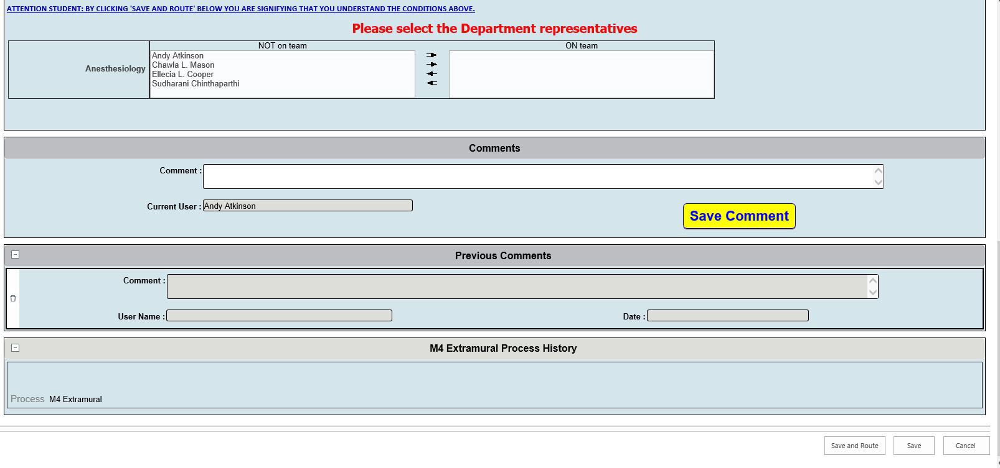 ATTENTION STUDENT: BY CLICKING 'SAVE AND ROUTE' BELOW YOU ARE SIGNIFYING THAT YOU UNDERSTAND THE CONDITIONS ABOVE.
Please select the Department representatives
NOT on team
ON team
Anesthesiology
Andy Atkinson
Chawla L. Mason
Ellecia L. Cooper
Sudharani Chinthaparthi
Comments
Comment :
Current User : Andy Atkinson
Save Comment
Previous Comments
Comment :
User Name :
Date :
M4 Extramural Process History
Process M4 Extramural
Save and Route
Save
Cancel